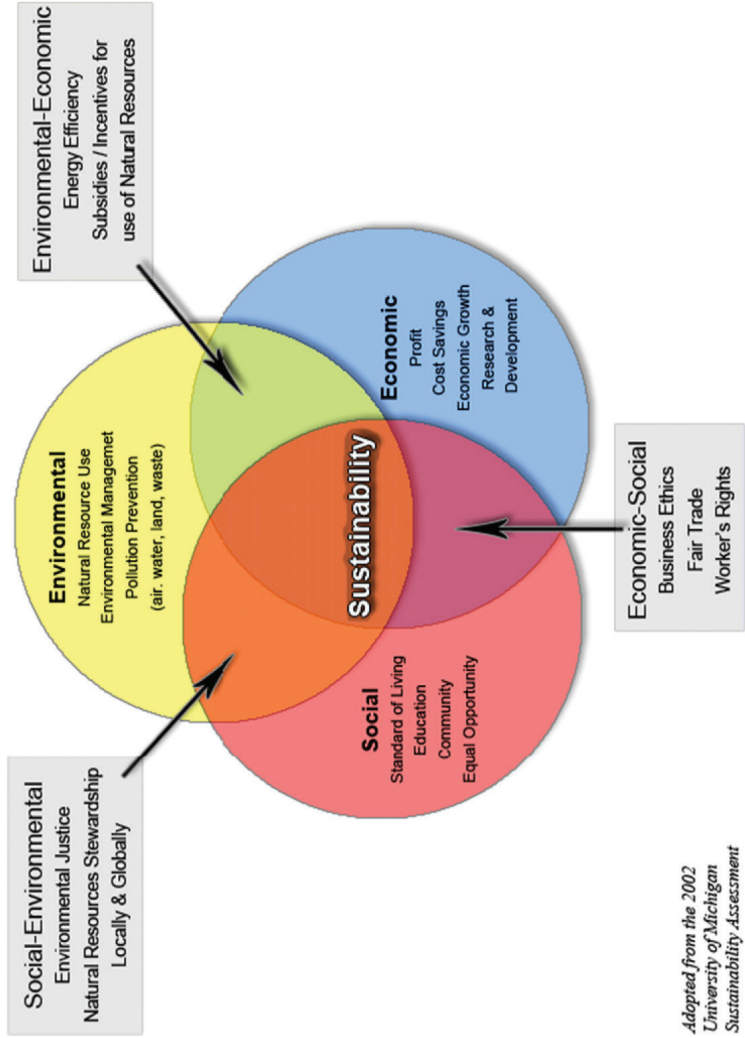 Social-Environmental
Environmental Justice
Natural Resources Stewardship
Locally & Globally
Environmental
Natural Resource Use
Environmental Managemet
Pollution Prevention
(air. water, land, waste)
Environmental-Economic
Energy Efficiency
Subsidies / Incentives for
use of Natural Resources
Sustainability
Social
Standard of Living
Education
Community
Equal Opportunity
Economic
Profit
Cost Savings
Economic Growth
Research &
Development
Economic-Social
Business Ethics
Fair Trade
Worker's Rights
Adopted from the 2002
University of Michigan
Sustainability Assessment